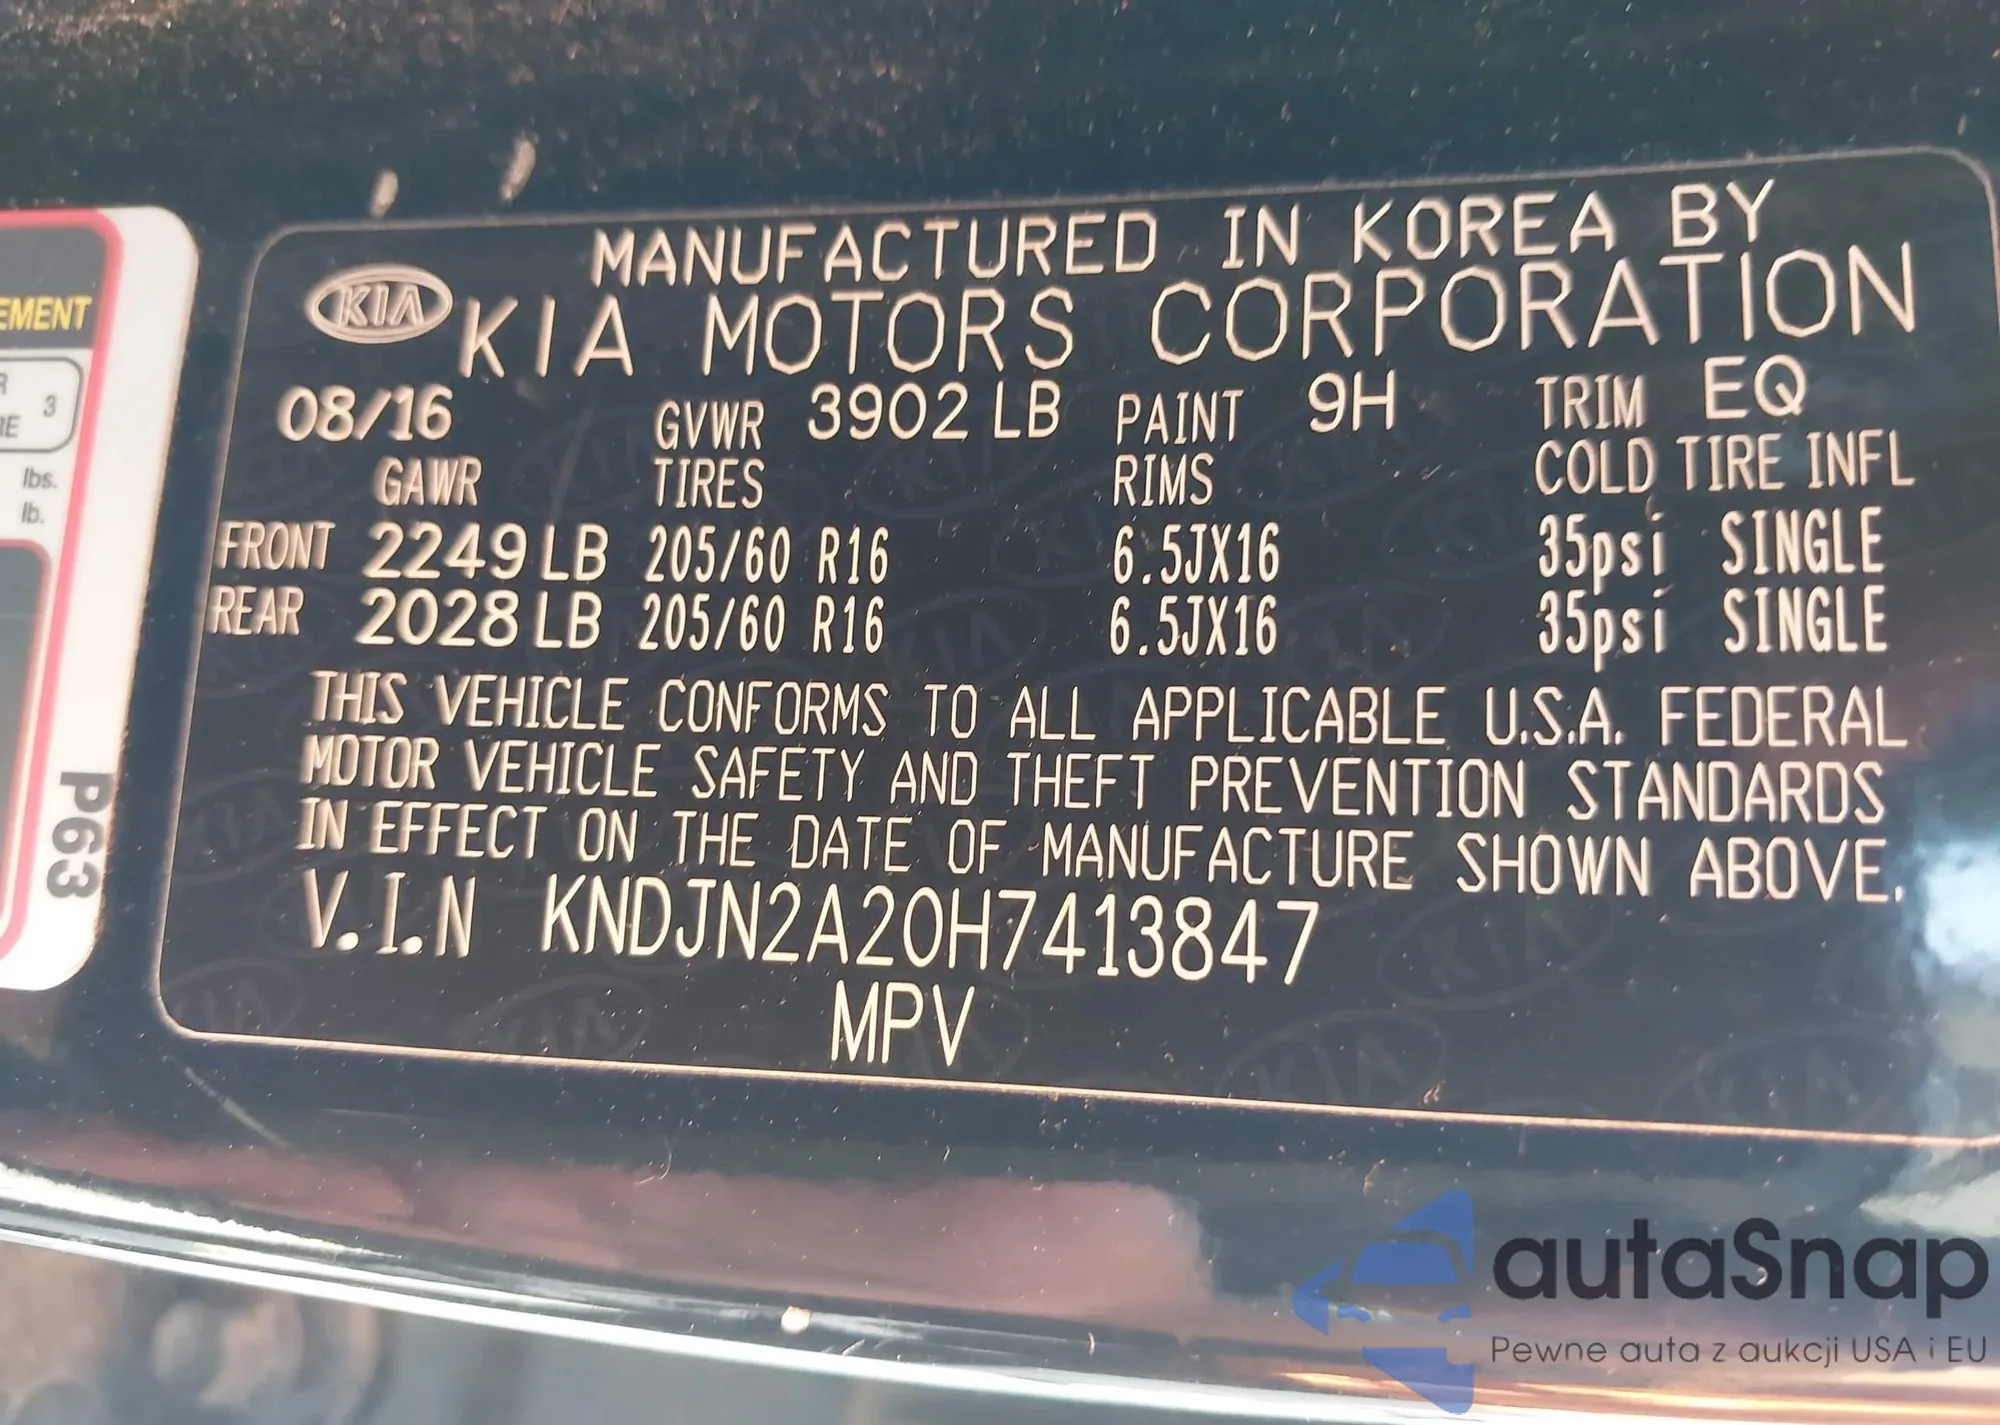 EMENT
R
RE 3
lbs.
lb.
P63
MANUFACTURED IN KOREA BY
KIA KIA MOTORS CORPORATION
08/16 GVWR 3902 LB PAINT 9H TRIM EQ
GAWR TIRES RIMS COLD TIRE INFL
FRONT 2249 LB 205/60 R16 6.5JX16 35psi SINGLE
REAR 2028 LB 205/60 R16 6.5JX16 35psi SINGLE
THIS VEHICLE CONFORMS TO ALL APPLICABLE U.S.A. FEDERAL
MOTOR VEHICLE SAFETY AND THEFT PREVENTION STANDARDS
IN EFFECT ON THE DATE OF MANUFACTURE SHOWN ABOVE.
V.I.N KNDJN2A20H7413847
MPV
autaSnap
Pewne auta z aukcji USA i EU